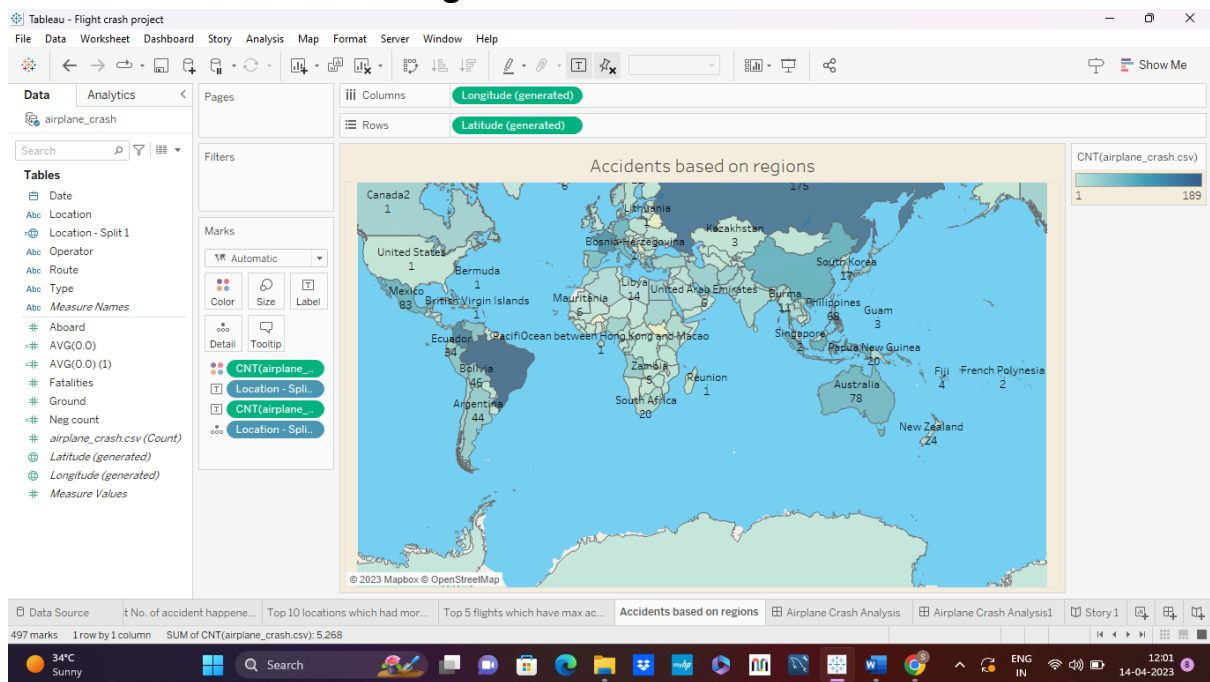 Tableau - Flight crash project
File Data Worksheet Dashboard Story Analysis Map Format Server Window Help
Show Me
Data Analytics
Pages
Columns Longitude (generated)
airplane_crash
Rows Latitude (generated)
Search
Filters
Accidents based on regions
CNT(airplane_crash.csv)
1 189
Tables
Date
Abc Location
Location - Split 1
Abc Operator
Abc Route
Abc Type
Abc Measure Names
# Aboard
=# AVG(0.0)
=# AVG(0.0) (1)
# Fatalities
# Ground
=# Neg count
# airplane_crash.csv (Count)
Latitude (generated)
Longitude (generated)
# Measure Values
Marks
Automatic
Color Size Label
Detail Tooltip
CNT(airplane_..
Location - Spli..
CNT(airplane_..
Location - Spli..
Canada2
1
175
Lithuania
1
Kazakhstan
3
United States
1
Bosnia-Herzegovina
1
South Korea
17
Bermuda
1
Mexico
83
British Virgin Islands
1
Mauritania
6
Libya
14
United Arab Emirates
6
Burma
11
Philippines
68
Guam
3
Ecuador
34
PacifiOcean between Hong Kong and Macao
1
Singapore
2
Papua New Guinea
20
Bolivia
46
Zambia
5
Reunion
1
Fiji
4
French Polynesia
2
Argentina
44
South Africa
20
Australia
78
New Zealand
24
© 2023 Mapbox © OpenStreetMap
Data Source t No. of accident happene... Top 10 locations which had mor... Top 5 flights which have max ac... Accidents based on regions Airplane Crash Analysis Airplane Crash Analysis1 Story 1
497 marks 1 row by 1 column SUM of CNT(airplane_crash.csv): 5,268
34°C
Sunny
Search
ENG
IN
12:01
14-04-2023
8